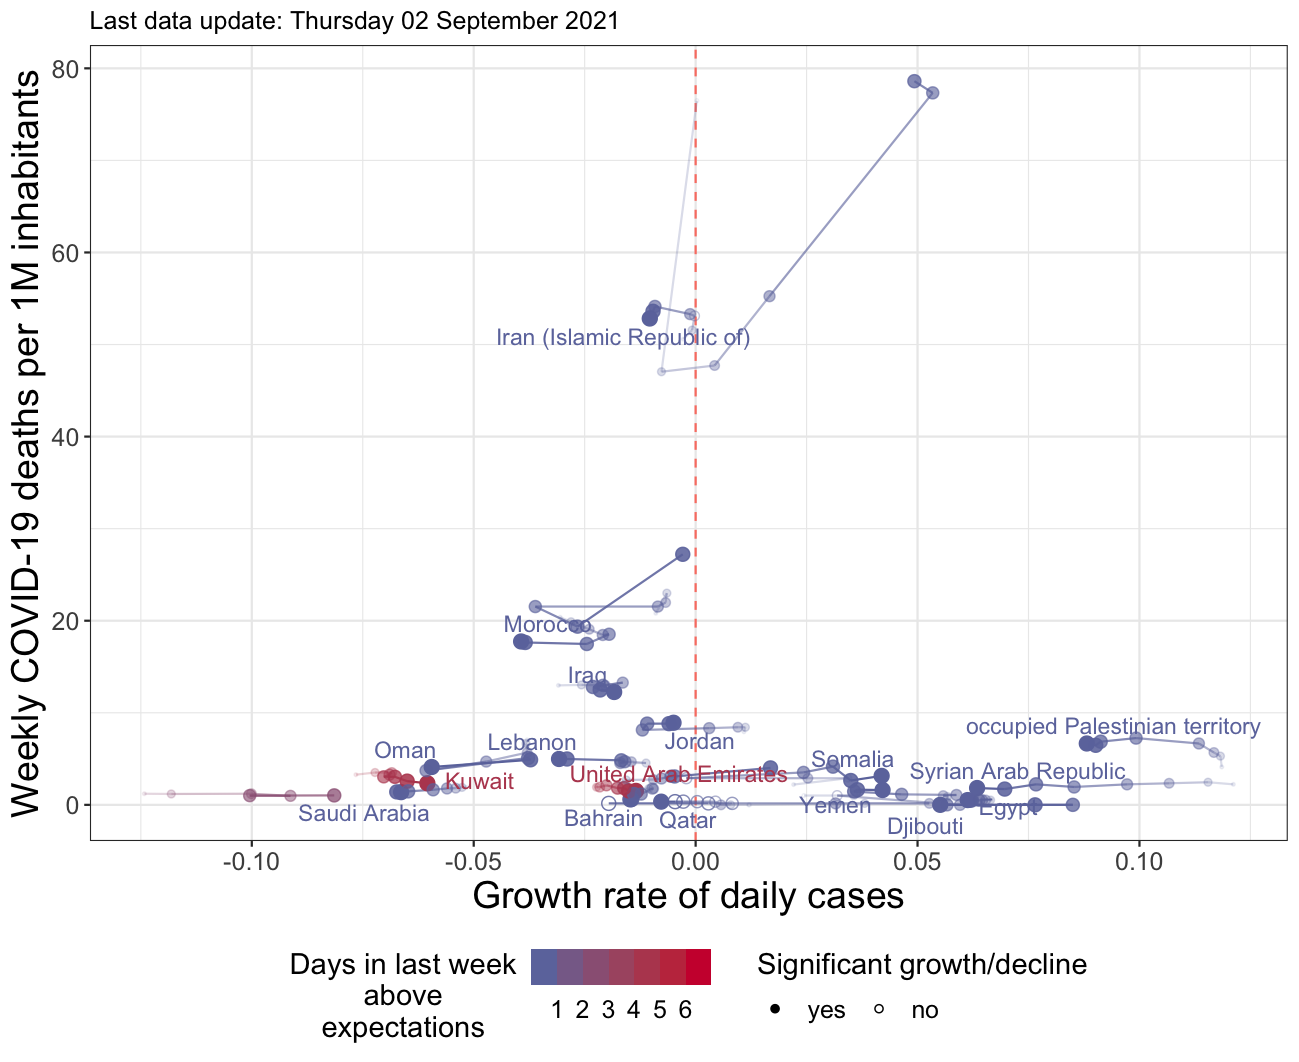 Last data update: Thursday 02 September 2021
Weekly COVID-19 deaths per 1M inhabitants
80
60
40
20
0
Iran (Islamic Republic of)
Morocco
Iraq
occupied Palestinian territory
Jordan
Lebanon
Oman
Somalia
Syrian Arab Republic
United Arab Emirates
Kuwait
Saudi Arabia
Yemen
Egypt
Bahrain
Qatar
Djibouti
-0.10
-0.05
0.00
0.05
0.10
Growth rate of daily cases
Days in last week
above
expectations
1 2 3 4 5 6
Significant growth/decline
yes
no